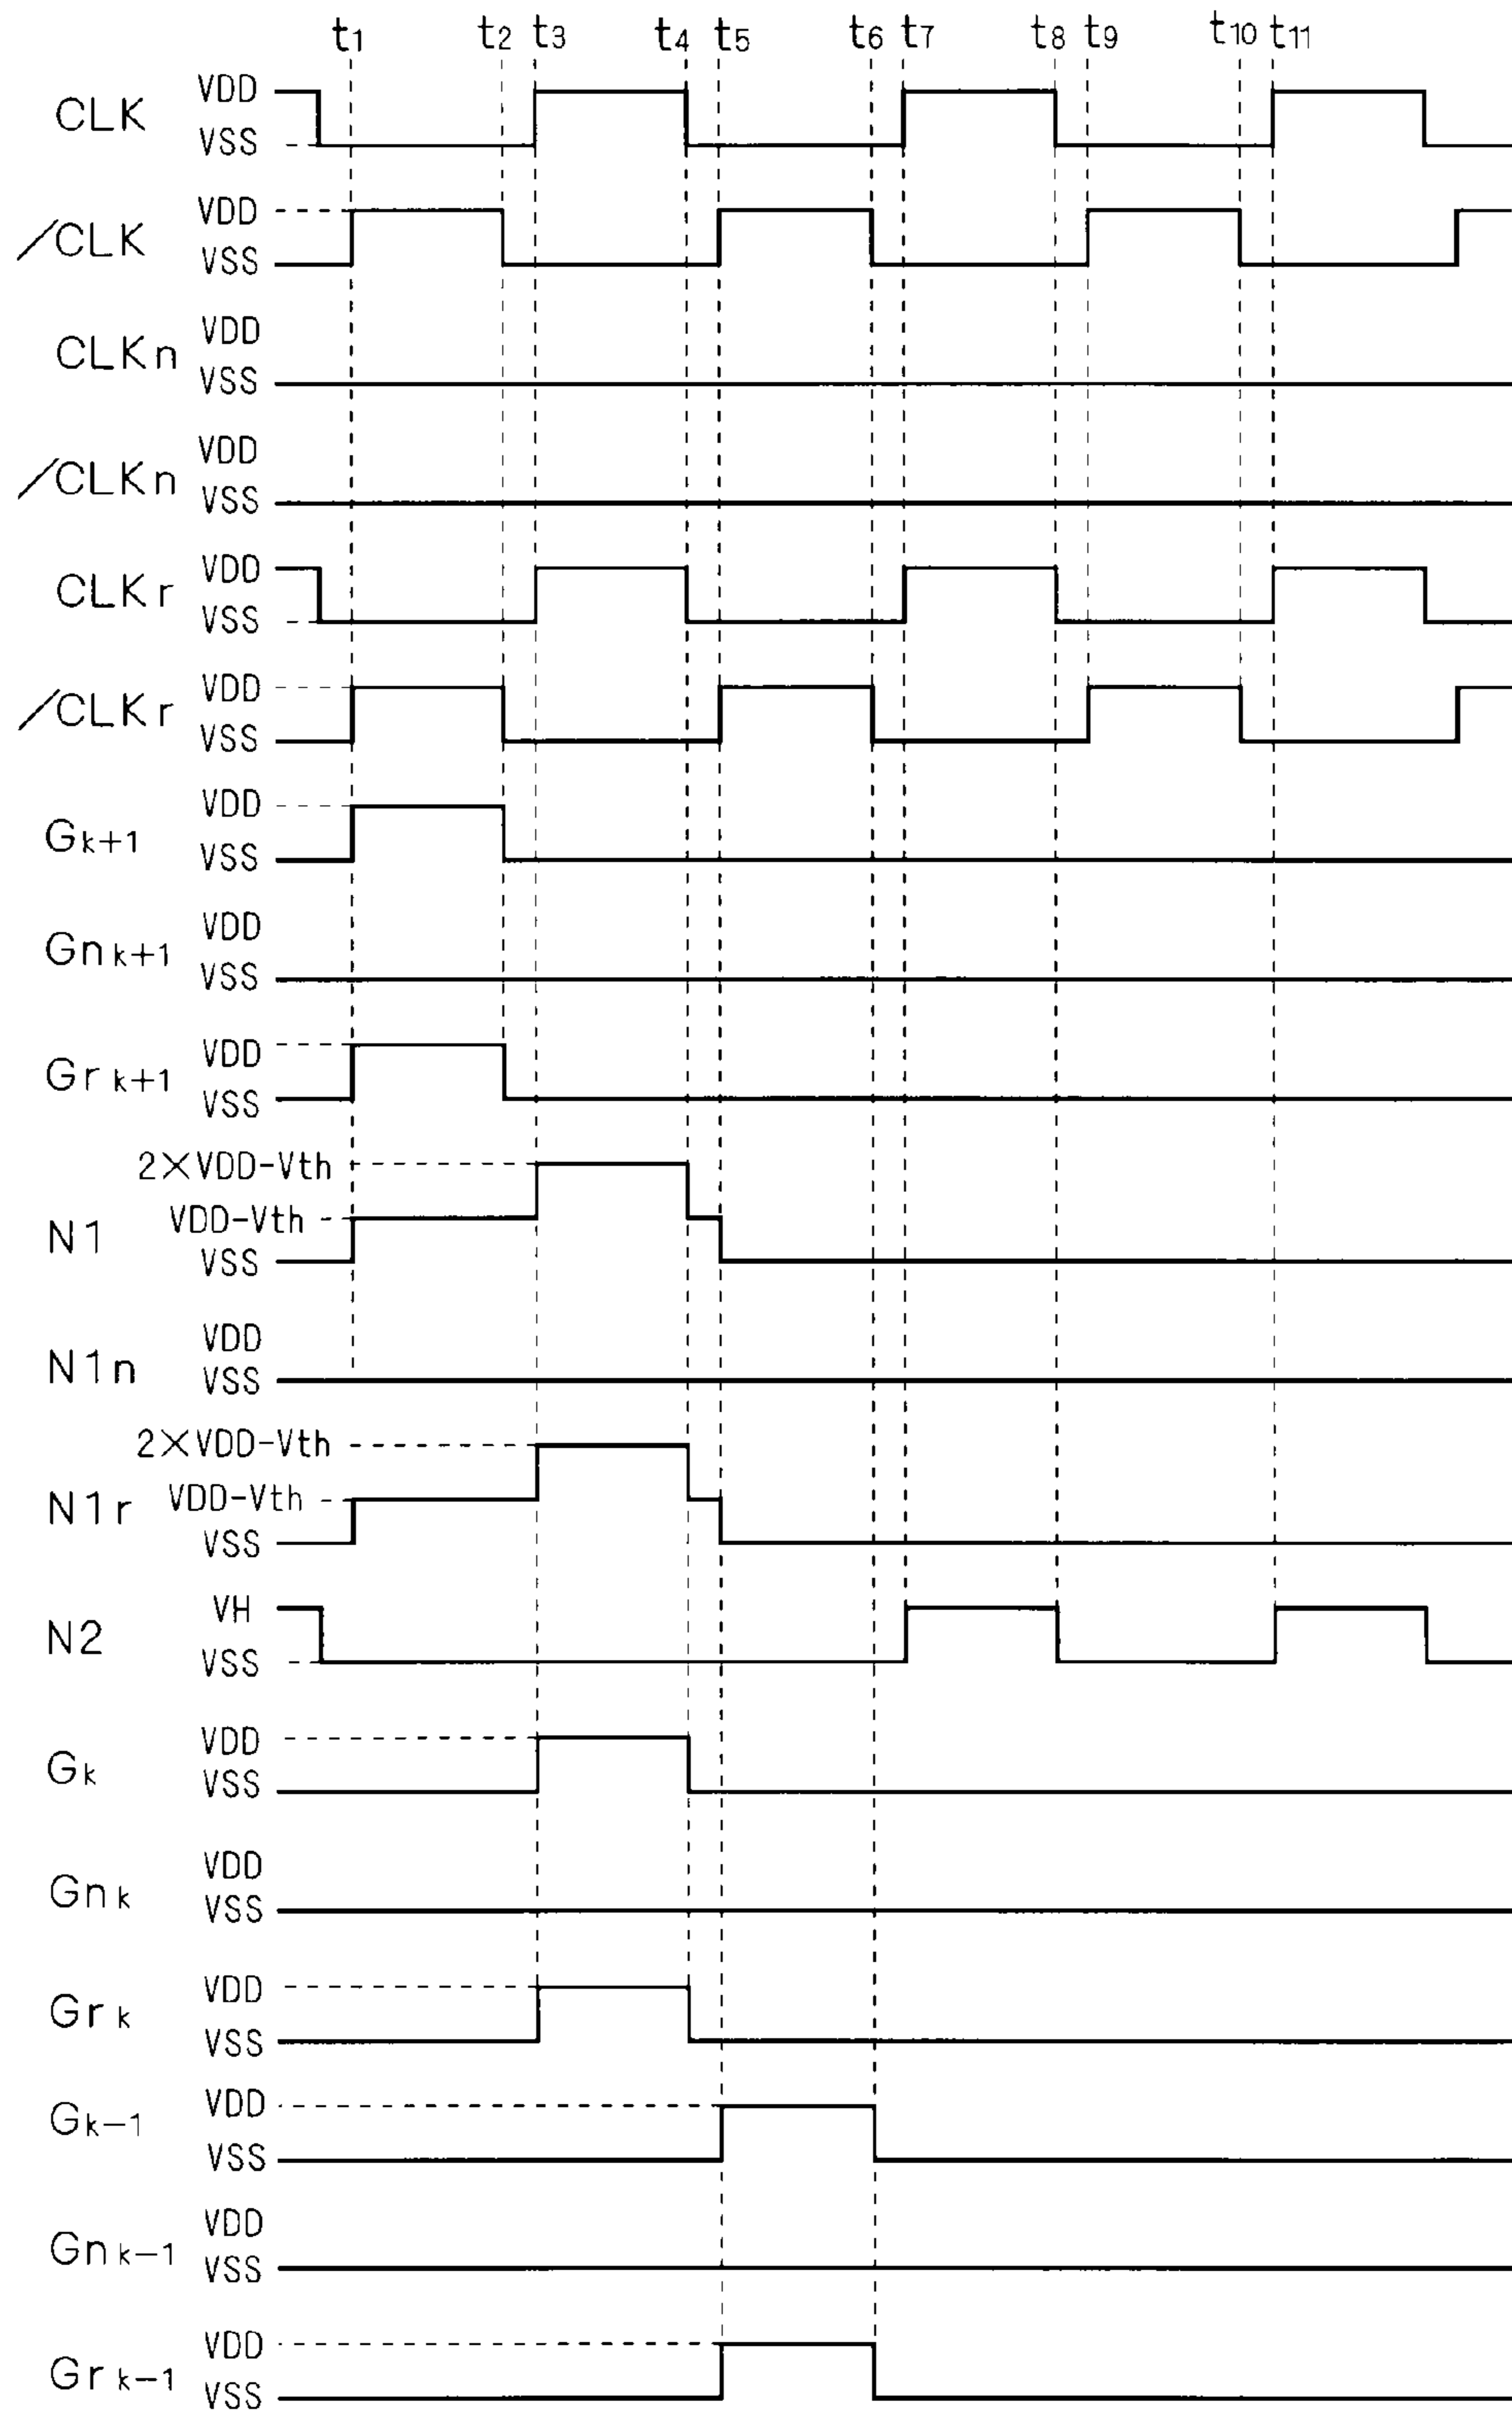 t1 t2 t3 t4 t5 t6 t7 t8 t9 t10 t11
CLK VDD
VSS
/CLK VDD
VSS
CLKn VDD
VSS
/CLKn VDD
VSS
CLKr VDD
VSS
/CLKr VDD
VSS
Gk+1 VDD
VSS
Gnk+1 VDD
VSS
Grk+1 VDD
VSS
2×VDD-Vth
N1 VDD-Vth
VSS
N1n VDD
VSS
2×VDD-Vth
N1r VDD-Vth
VSS
N2 VH
VSS
Gk VDD
VSS
Gnk VDD
VSS
Grk VDD
VSS
Gk-1 VDD
VSS
Gnk-1 VDD
VSS
Grk-1 VDD
VSS